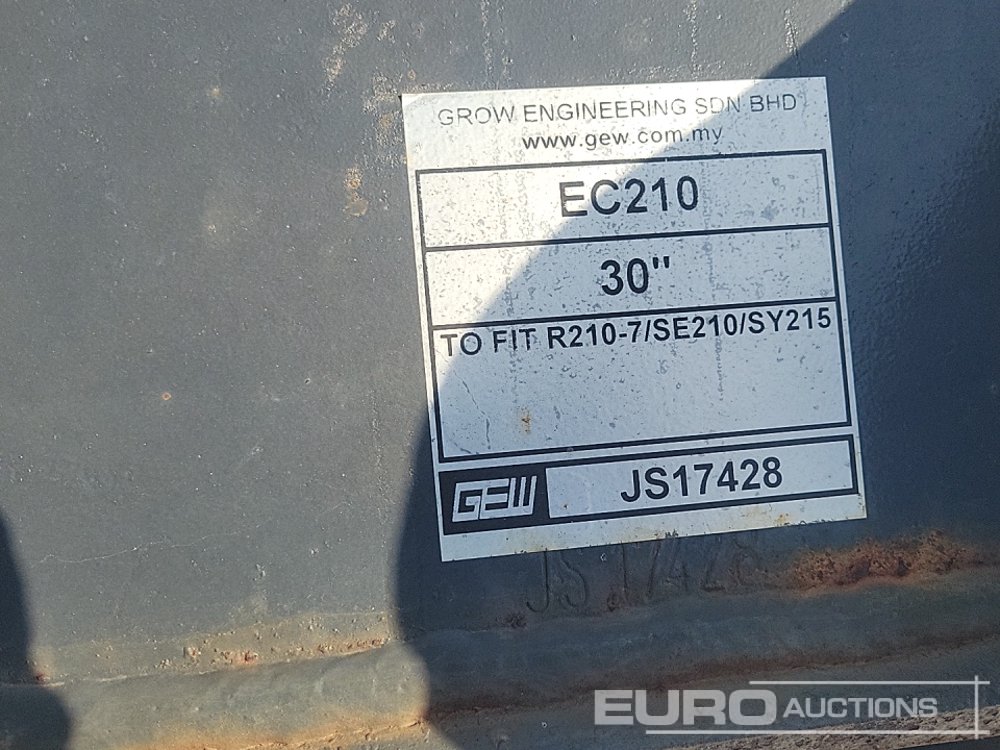 GROW ENGINEERING SDN BHD
www.gew.com.my
EC210
30"
TO FIT R210-7/SE210/SY215
GEW JS17428
JS17428
EURO AUCTIONS